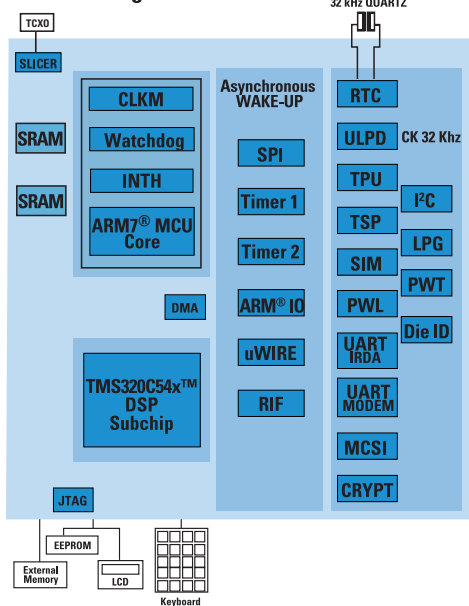 32 kHz QUARTZ
TCXO
SLICER
SRAM
SRAM
CLKM
Watchdog
INTH
ARM7® MCU
Core
DMA
TMS320C54x™
DSP
Subchip
JTAG
Asynchronous
WAKE-UP
SPI
Timer 1
Timer 2
ARM® IO
uWIRE
RIF
RTC
ULPD
CK 32 Khz
TPU
TSP
SIM
PWL
UART
IRDA
UART
MODEM
MCSI
CRYPT
I²C
LPG
PWT
Die ID
EEPROM
External
Memory
LCD
Keyboard